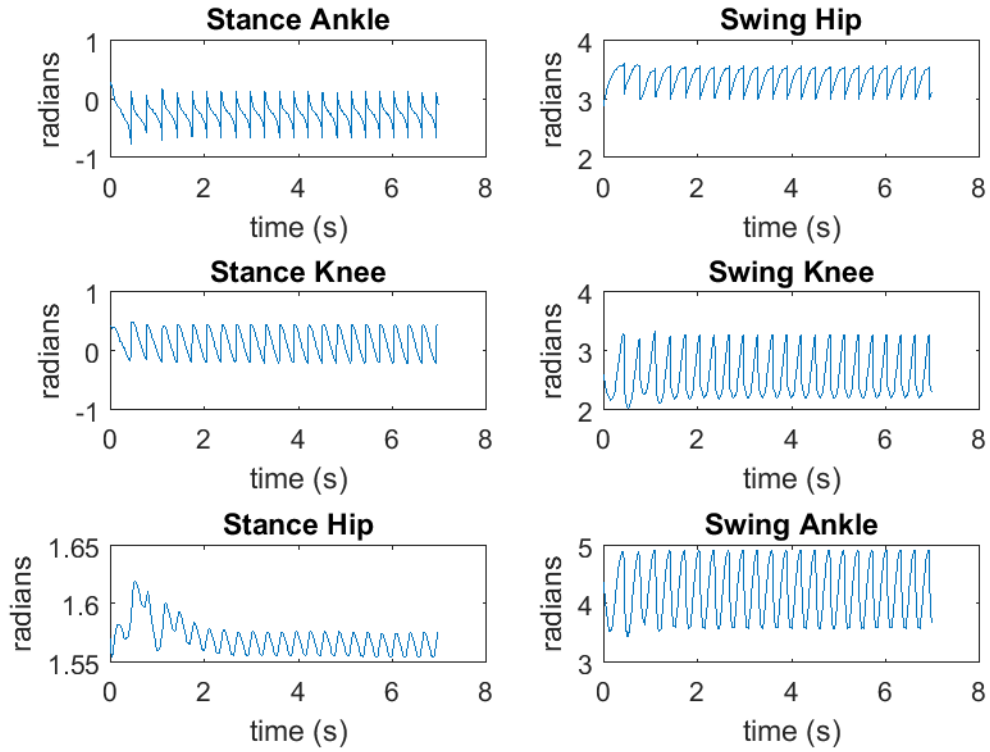 Stance Ankle
1
0
-1
radians
0 2 4 6 8
time (s)
Swing Hip
4
3
2
radians
0 2 4 6 8
time (s)
Stance Knee
1
0
-1
radians
0 2 4 6 8
time (s)
Swing Knee
4
3
2
radians
0 2 4 6 8
time (s)
Stance Hip
1.65
1.6
1.55
radians
0 2 4 6 8
time (s)
Swing Ankle
5
4
3
radians
0 2 4 6 8
time (s)